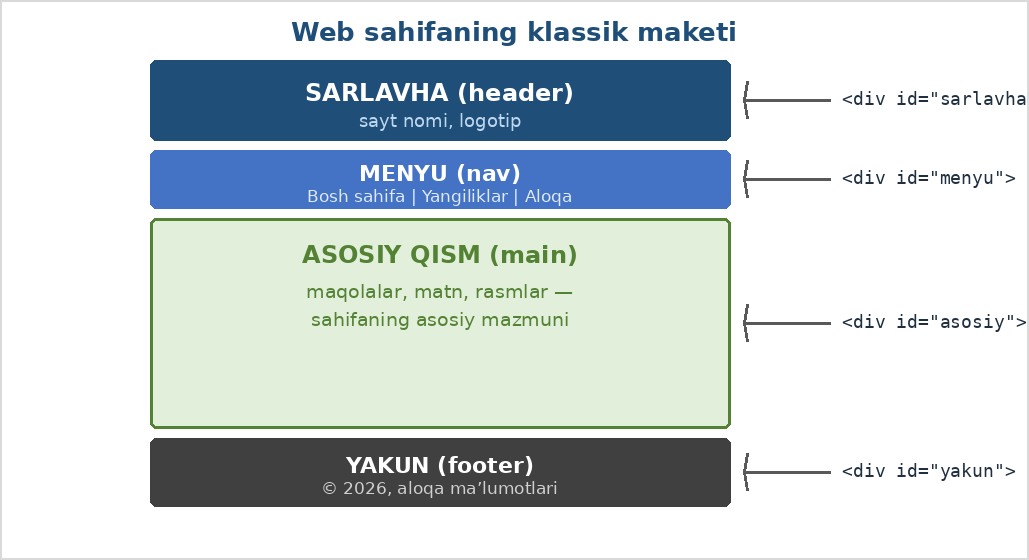 Web sahifaning klassik maketi
SARLAVHA (header)
sayt nomi, logotip
<div id="sarlavha
MENYU (nav)
Bosh sahifa | Yangiliklar | Aloqa
<div id="menyu">
ASOSIY QISM (main)
maqolalar, matn, rasmlar —
sahifaning asosiy mazmuni
<div id="asosiy">
YAKUN (footer)
© 2026, aloqa maʼlumotlari
<div id="yakun">